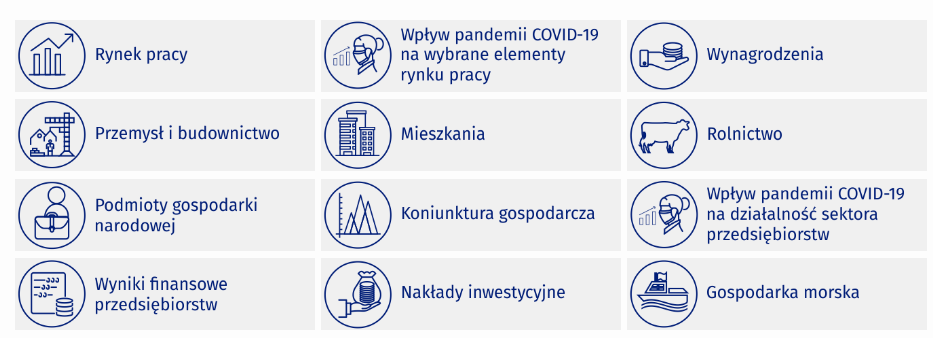 Rynek pracy
Wpływ pandemii COVID-19
na wybrane elementy
rynku pracy
Wynagrodzenia
Przemysł i budownictwo
Mieszkania
Rolnictwo
Podmioty gospodarki
narodowej
Koniunktura gospodarcza
Wpływ pandemii COVID-19
na działalność sektora
przedsiębiorstw
Wyniki finansowe
przedsiębiorstw
Nakłady inwestycyjne
Gospodarka morska